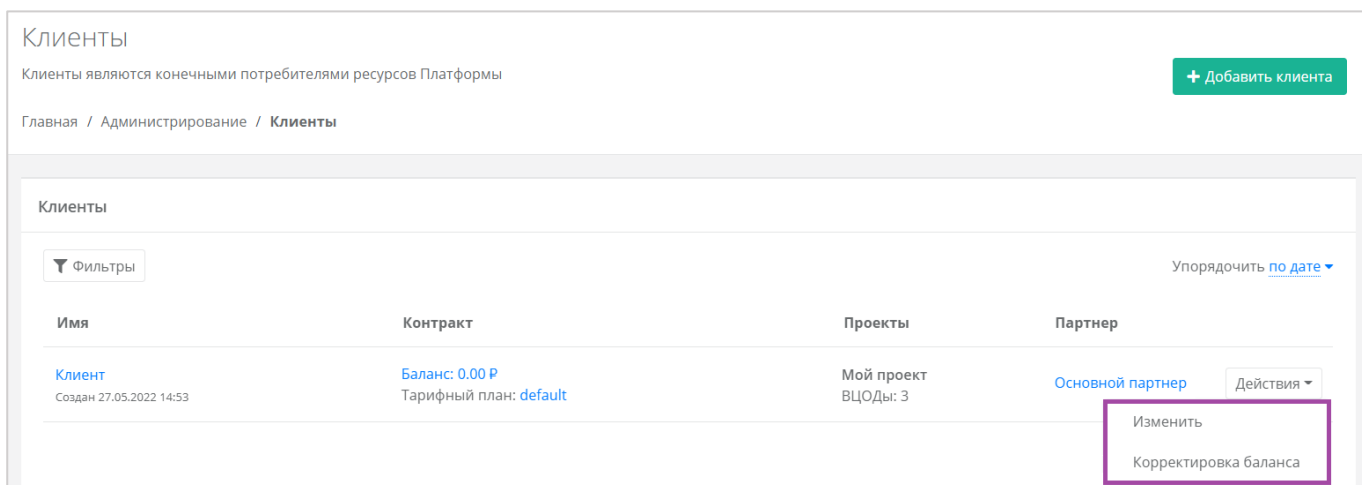 Клиенты
Клиенты являются конечными потребителями ресурсов Платформы
+ Добавить клиента
Главная / Администрирование / Клиенты
Клиенты
Фильтры
Упорядочить по дате
Имя Контракт Проекты Партнер
Клиент Баланс: 0.00 ₽ Мой проект Основной партнер Действия
Создан 27.05.2022 14:53 Тарифный план: default ВЦОДы: 3
Изменить
Корректировка баланса